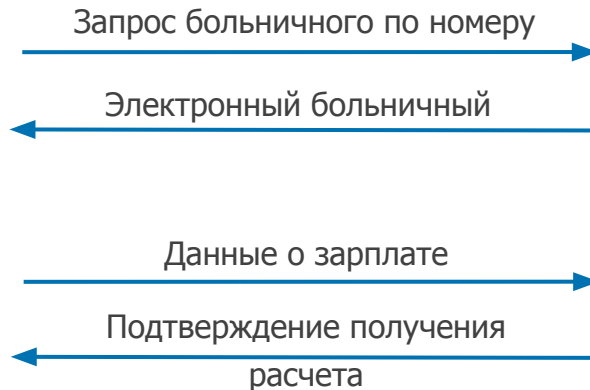 Запрос больничного по номеру
Электронный больничный
Данные о зарплате
Подтверждение получения
расчета